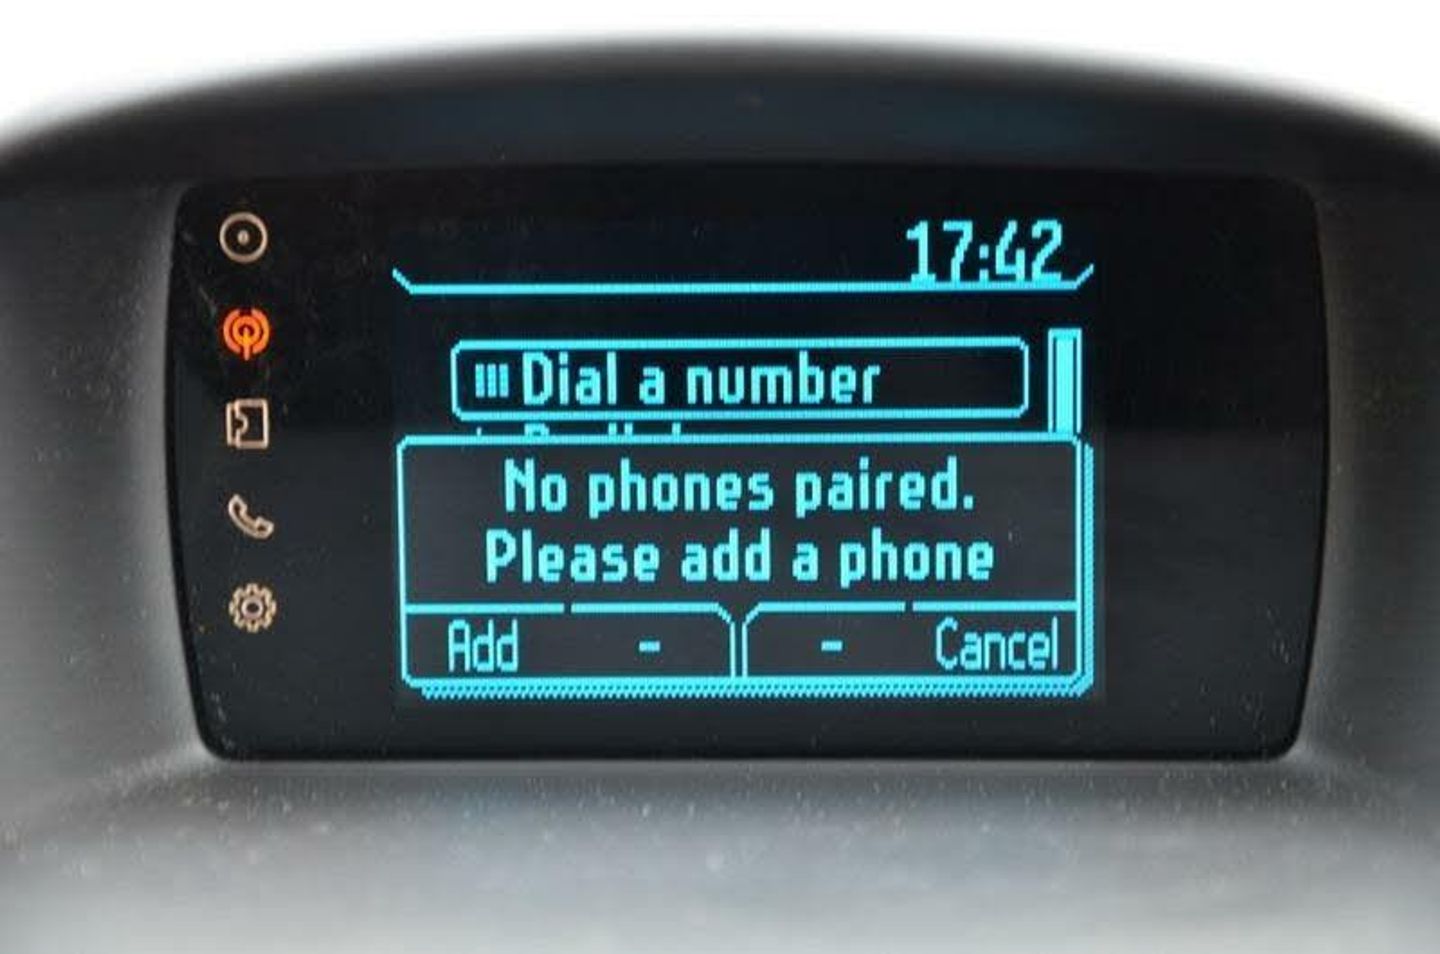 17:42
Dial a number
No phones paired.
Please add a phone
Add - - Cancel